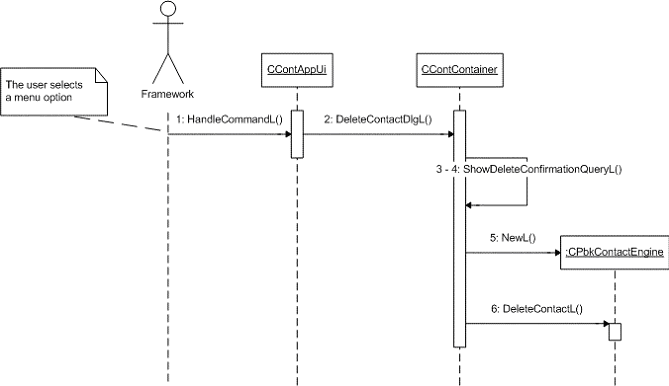 The user selects
a menu option
Framework
CContAppUi
CContContainer
1: HandleCommandL()
2: DeleteContactDlgL()
3 - 4: ShowDeleteConfirmationQueryL()
5: NewL()
:CPbkContactEngine
6: DeleteContactL()